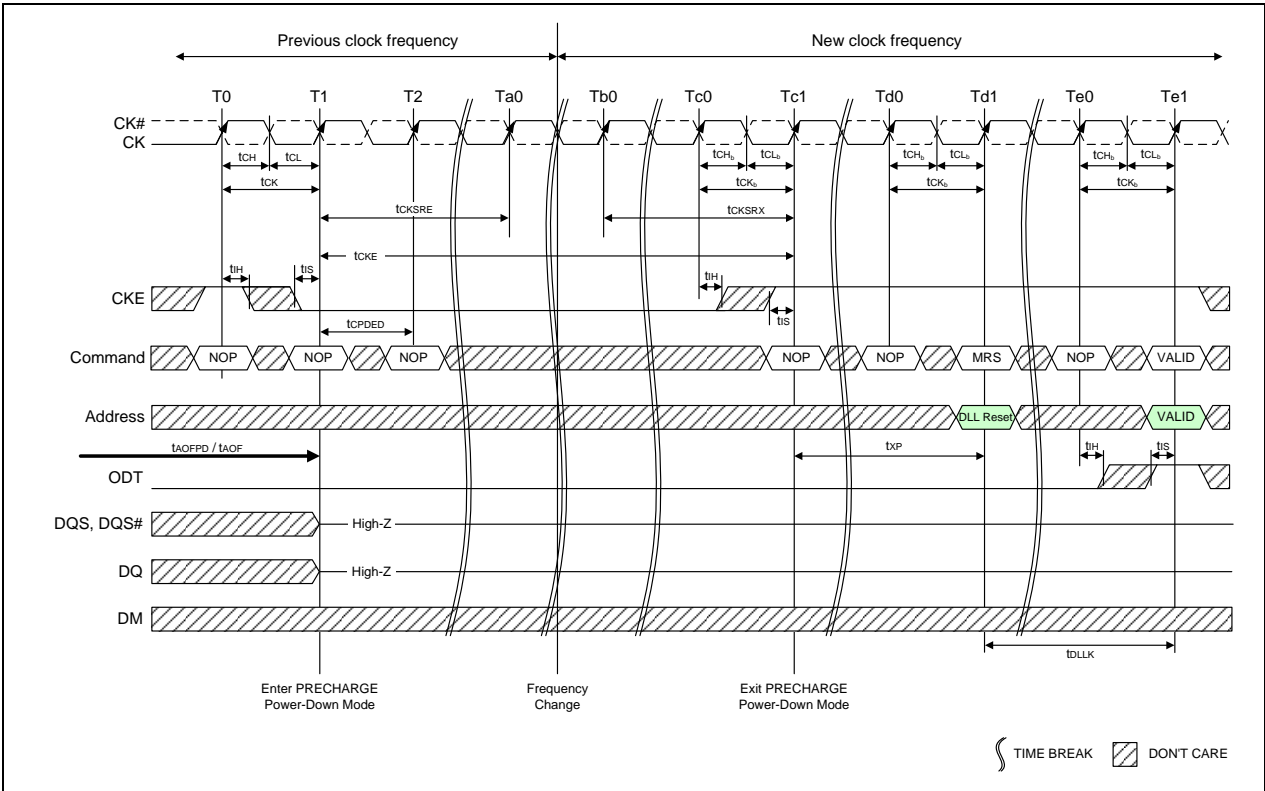 Previous clock frequency New clock frequency
T0 T1 T2 Ta0 Tb0 Tc0 Tc1 Td0 Td1 Te0 Te1
CK#
CK
tCH tCL tCHb tCLb tCHb tCLb tCHb tCLb
tCK tCKb tCKb tCKb
tCKSRE tCKSRX
tCKE
tIH tIS tIH
CKE
tIS
tCPDED
Command NOP NOP NOP NOP NOP MRS NOP VALID
Address DLL Reset VALID
tAOFPD / tAOF tXP tIH tIS
ODT
DQS, DQS# High-Z
DQ High-Z
DM
tDLLK
Enter PRECHARGE
Power-Down Mode
Frequency
Change
Exit PRECHARGE
Power-Down Mode
TIME BREAK DON'T CARE